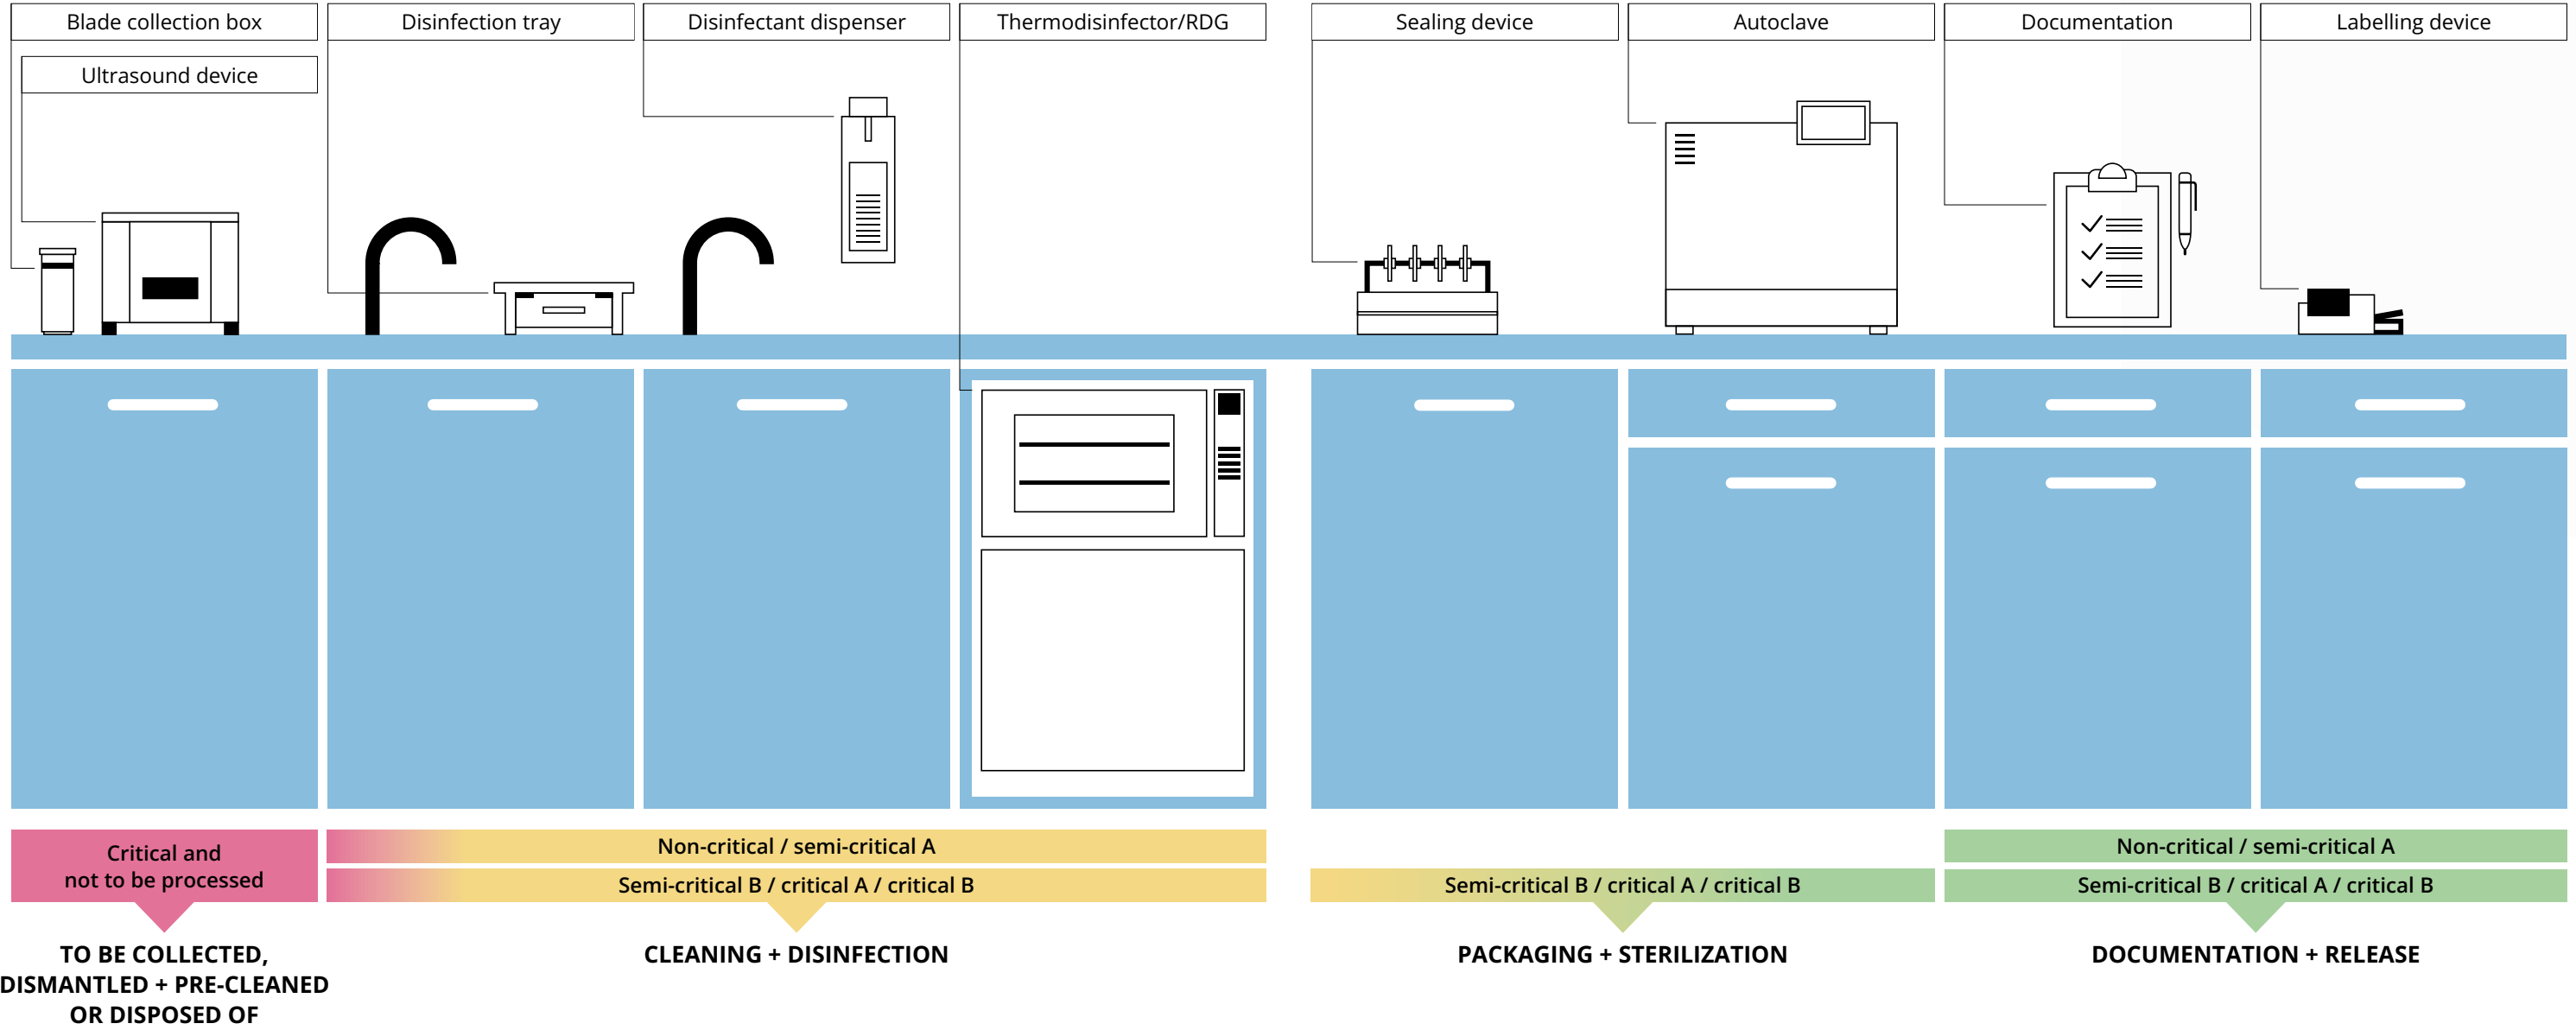 Blade collection box
Disinfection tray
Disinfectant dispenser
Thermodisinfector/RDG
Sealing device
Autoclave
Documentation
Labelling device
Ultrasound device
Critical and
not to be processed
Non-critical / semi-critical A
Semi-critical B / critical A / critical B
Semi-critical B / critical A / critical B
Non-critical / semi-critical A
Semi-critical B / critical A / critical B
TO BE COLLECTED,
DISMANTLED + PRE-CLEANED
OR DISPOSED OF
CLEANING + DISINFECTION
PACKAGING + STERILIZATION
DOCUMENTATION + RELEASE